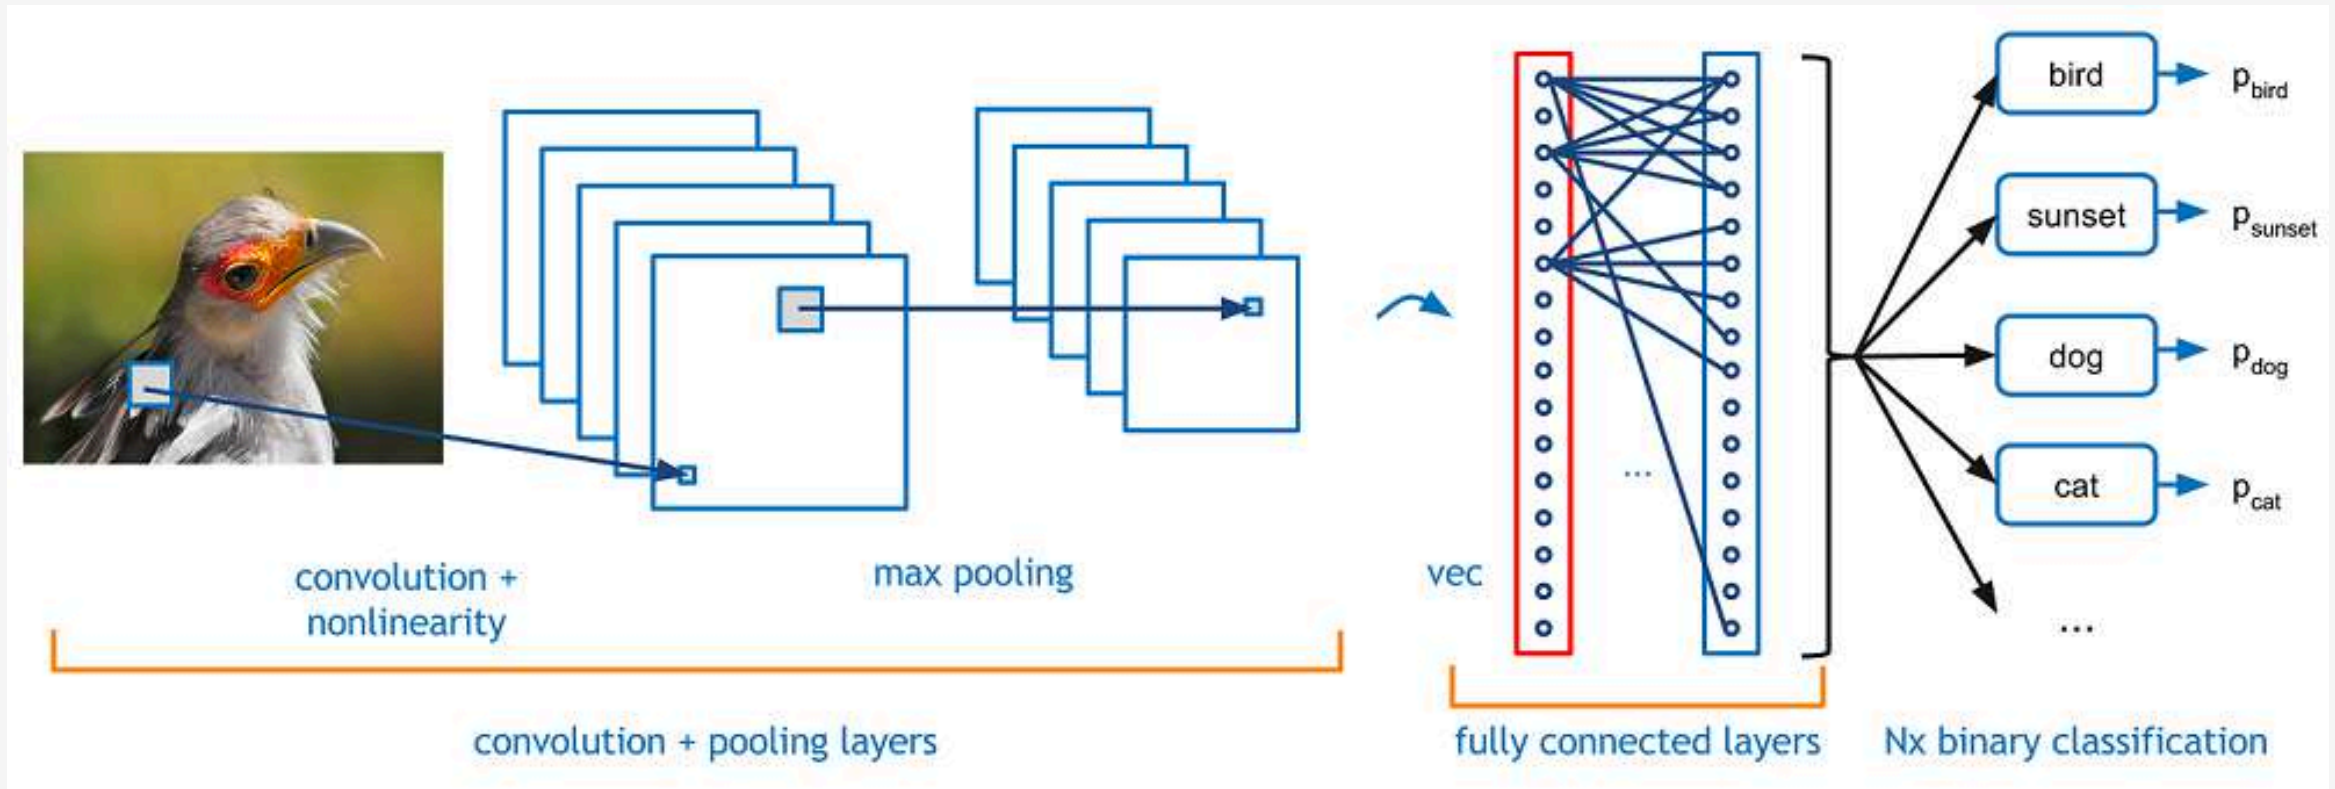 bird
p_bird
sunset
p_sunset
dog
p_dog
cat
p_cat
...
...
convolution +
nonlinearity
max pooling
vec
convolution + pooling layers
fully connected layers
Nx binary classification